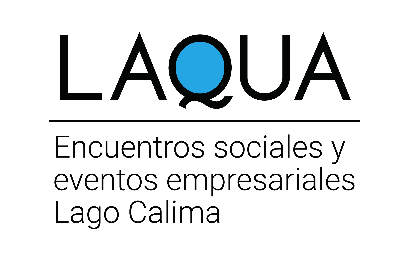 LAQUA
Encuentros sociales y
eventos empresariales
Lago Calima